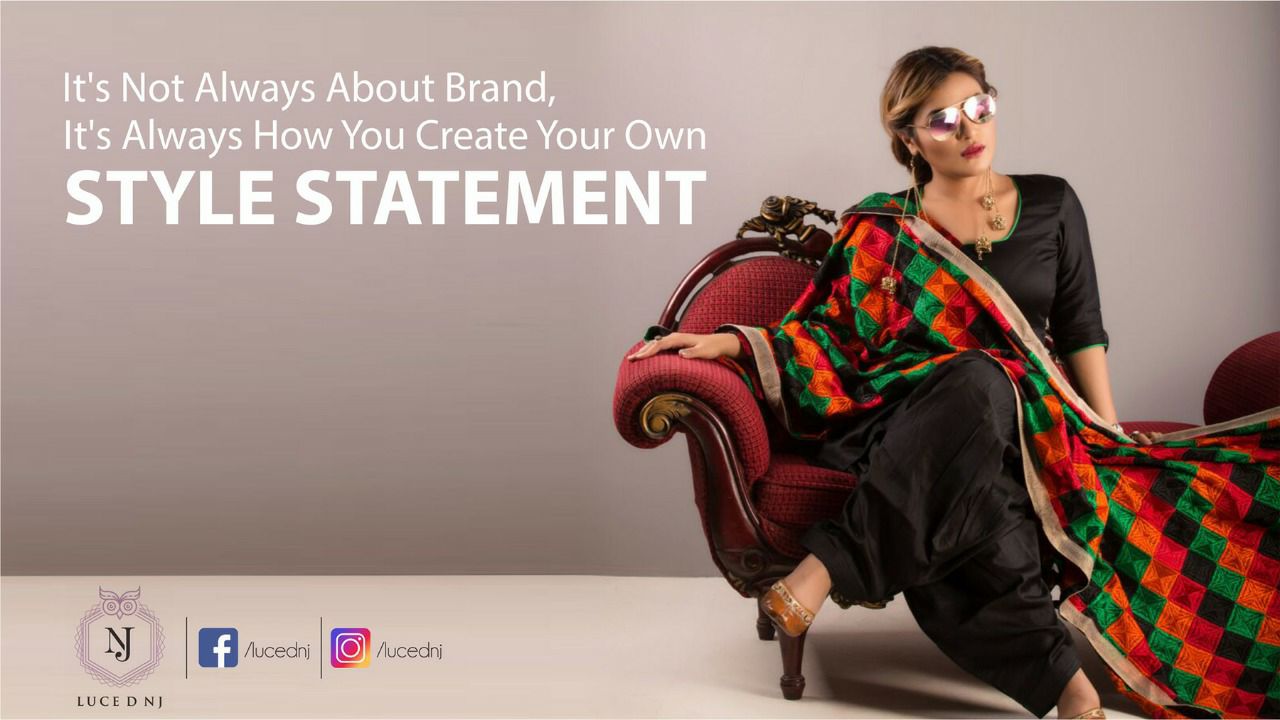 It's Not Always About Brand,
It's Always How You Create Your Own
STYLE STATEMENT
NJ
LUCE D NJ
/lucednj
/lucednj